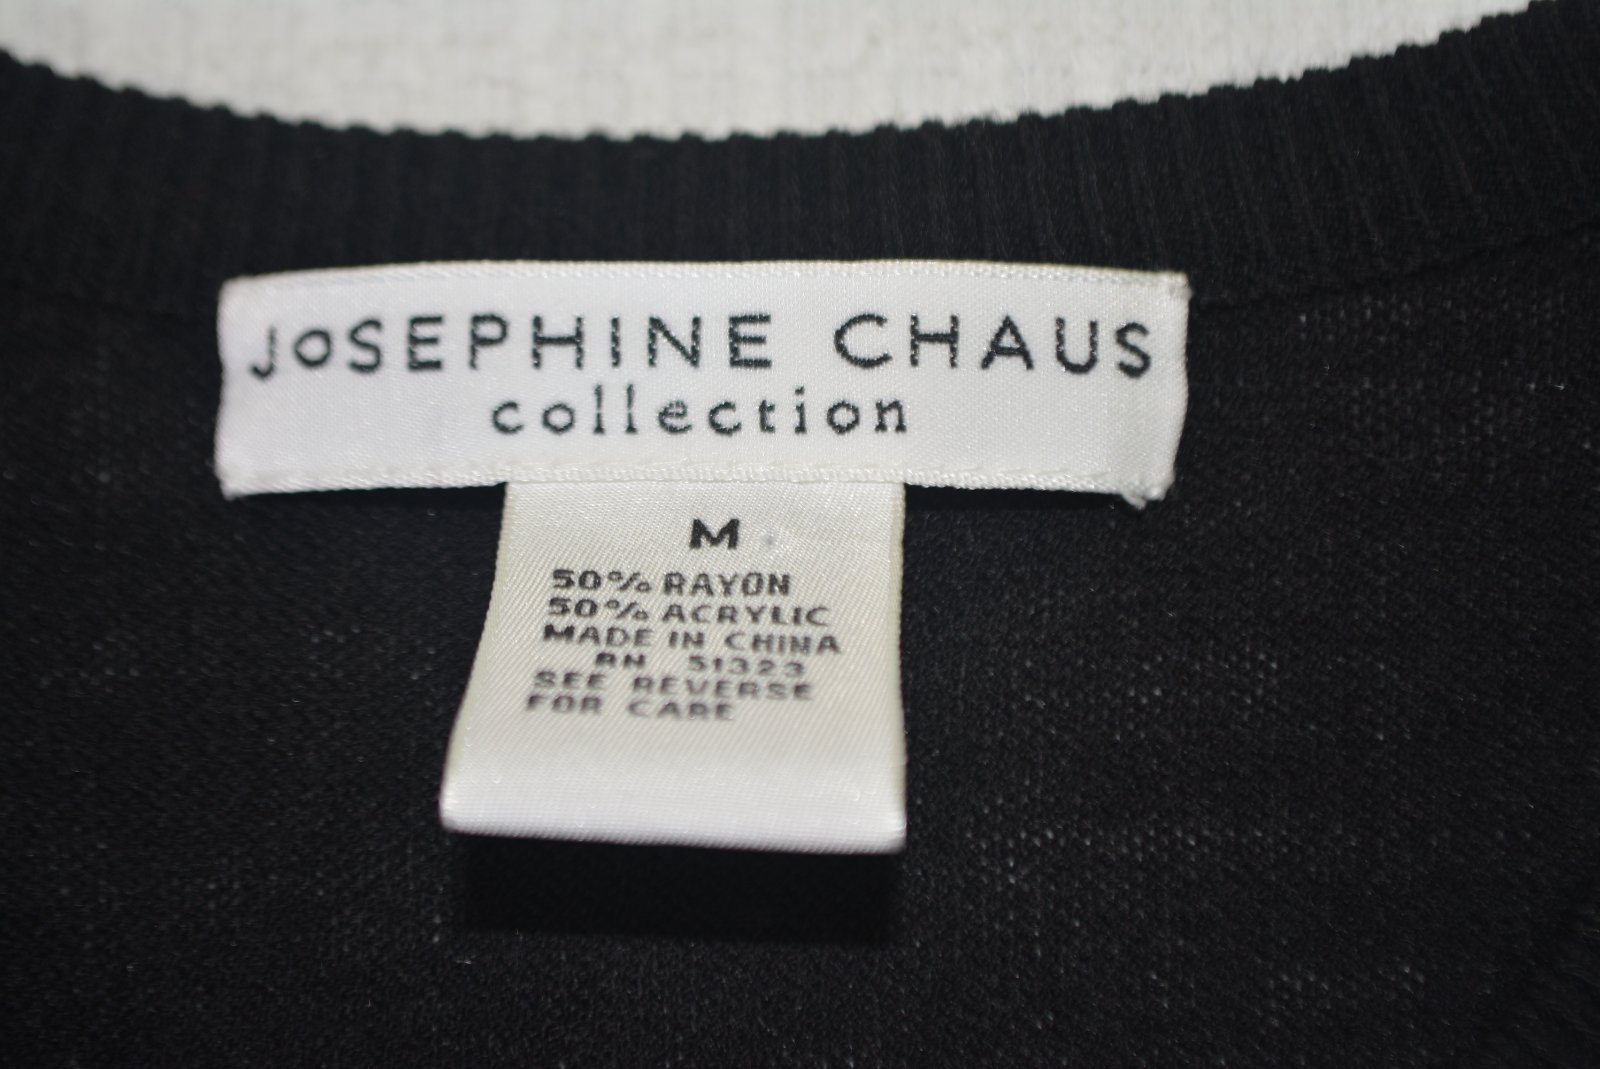 JoSEPHINE CHAUS
collection
M
50% RAYON
50% ACRYLIC
MADE IN CHINA
RN 51323
SEE REVERSE
FOR CARE